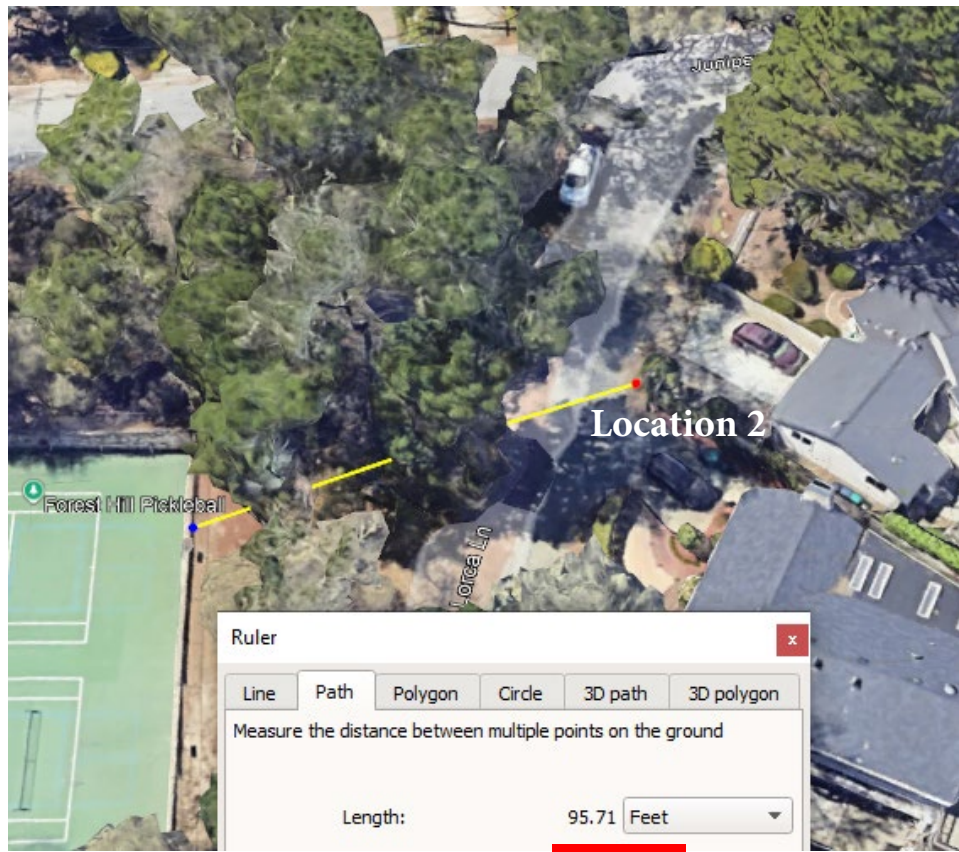 Junipe
Location 2
Forest Hill Pickleball
Lorca Ln
Ruler
x
Line Path Polygon Circle 3D path 3D polygon
Measure the distance between multiple points on the ground
Length: 95.71 Feet